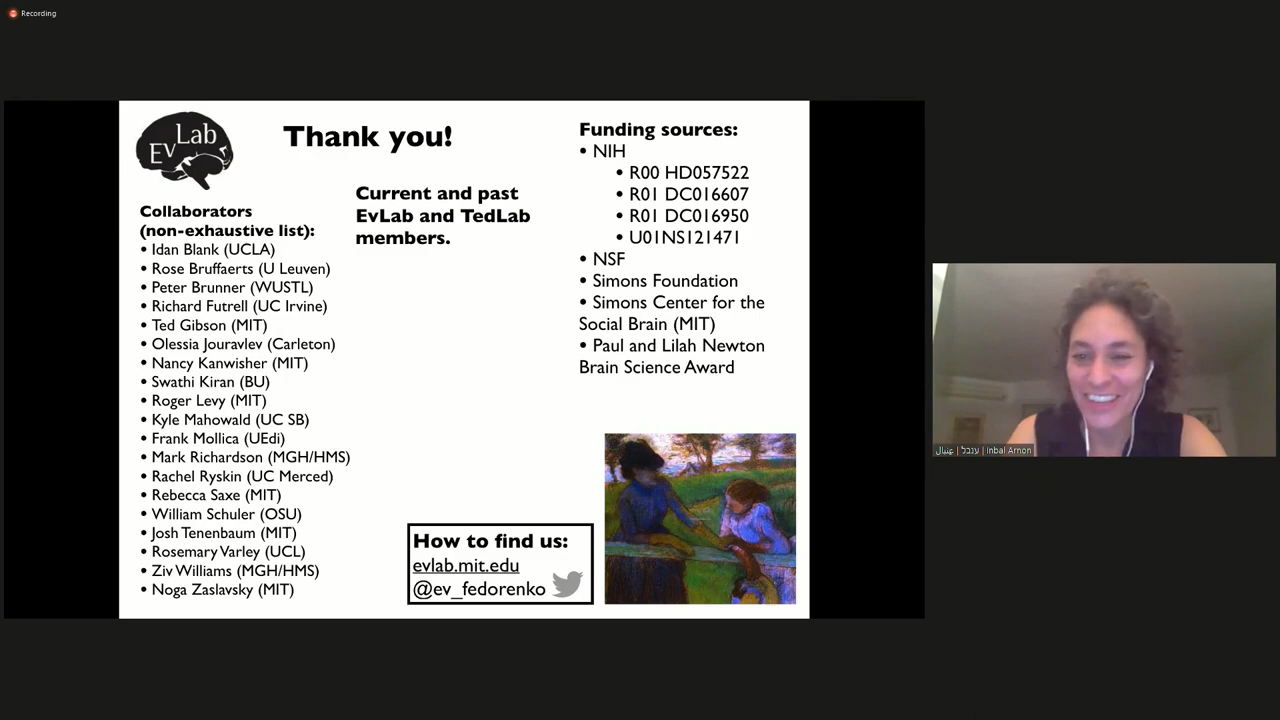 Recording
EvLab
Thank you!
Current and past
EvLab and TedLab
members.
Collaborators
(non-exhaustive list):
• Idan Blank (UCLA)
• Rose Bruffaerts (U Leuven)
• Peter Brunner (WUSTL)
• Richard Futrell (UC Irvine)
• Ted Gibson (MIT)
• Olessia Jouravlev (Carleton)
• Nancy Kanwisher (MIT)
• Swathi Kiran (BU)
• Roger Levy (MIT)
• Kyle Mahowald (UC SB)
• Frank Mollica (UEdi)
• Mark Richardson (MGH/HMS)
• Rachel Ryskin (UC Merced)
• Rebecca Saxe (MIT)
• William Schuler (OSU)
• Josh Tenenbaum (MIT)
• Rosemary Varley (UCL)
• Ziv Williams (MGH/HMS)
• Noga Zaslavsky (MIT)
Funding sources:
• NIH
• R00 HD057522
• R01 DC016607
• R01 DC016950
• U01NS121471
• NSF
• Simons Foundation
• Simons Center for the
Social Brain (MIT)
• Paul and Lilah Newton
Brain Science Award
How to find us:
evlab.mit.edu
@ev_fedorenko
عنبال | ענבל | Inbal Arnon